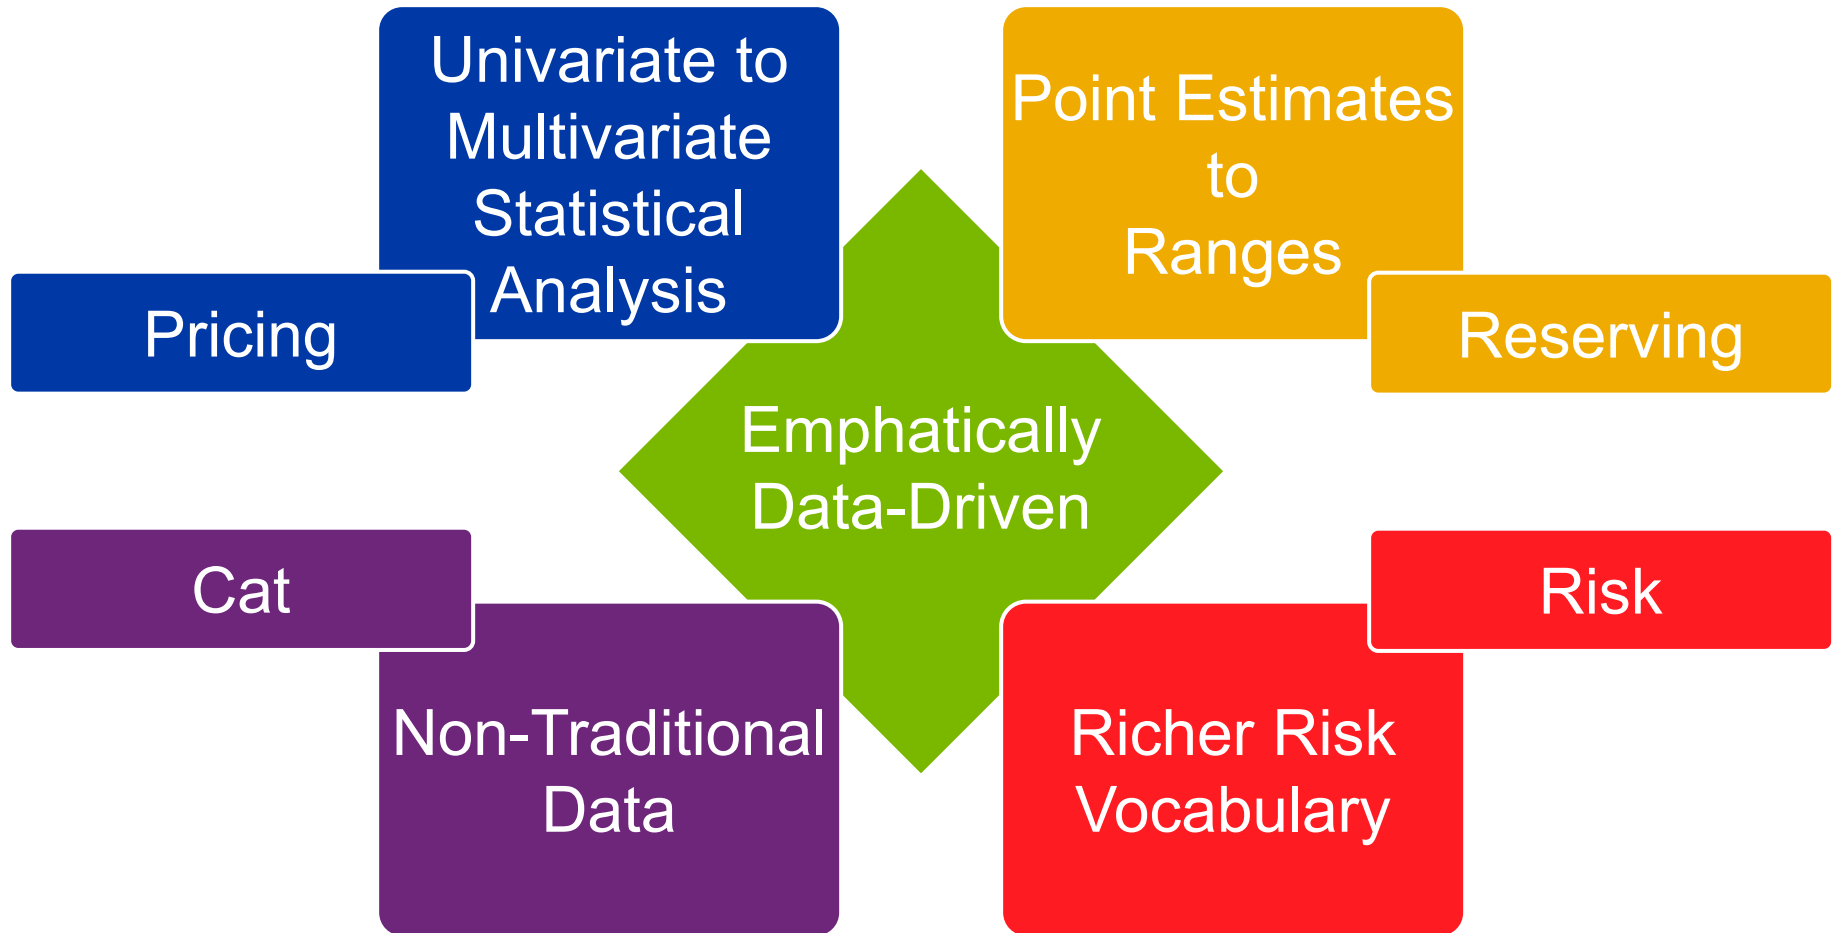 Univariate to
Multivariate
Statistical
Analysis
Pricing
Point Estimates
to
Ranges
Reserving
Emphatically
Data-Driven
Cat
Non-Traditional
Data
Risk
Richer Risk
Vocabulary